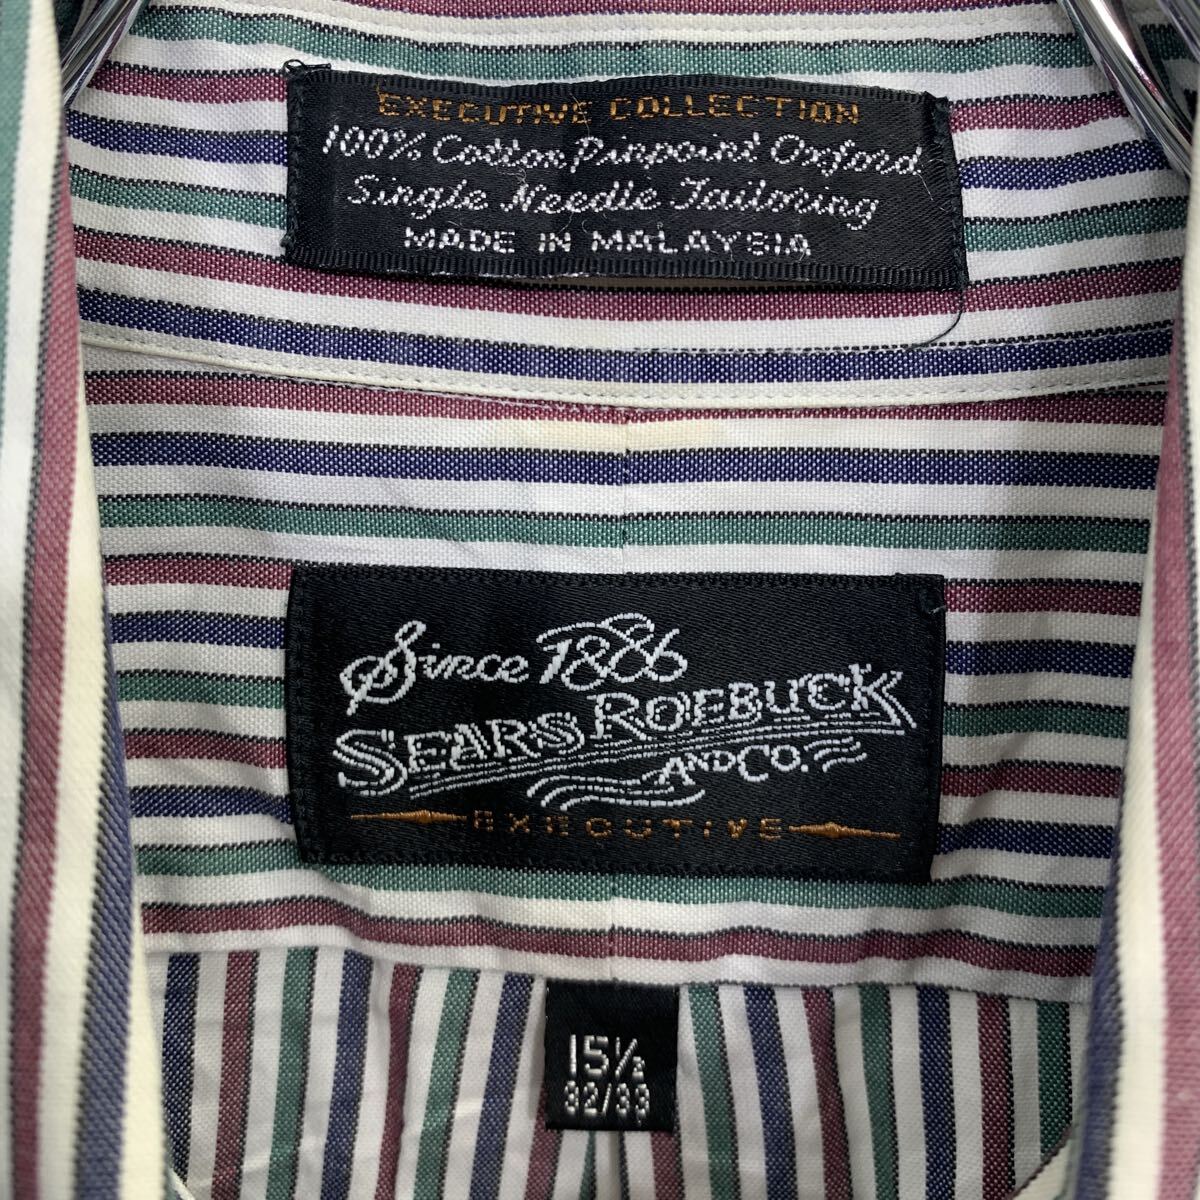 EXECUTIVE COLLECTION
100% Cotton Pinpoint Oxford
Single Needle Tailoring
MADE IN MALAYSIA
Since 1886
SEARS ROEBUCK
AND CO.
EXECUTIVE
15½
32/33